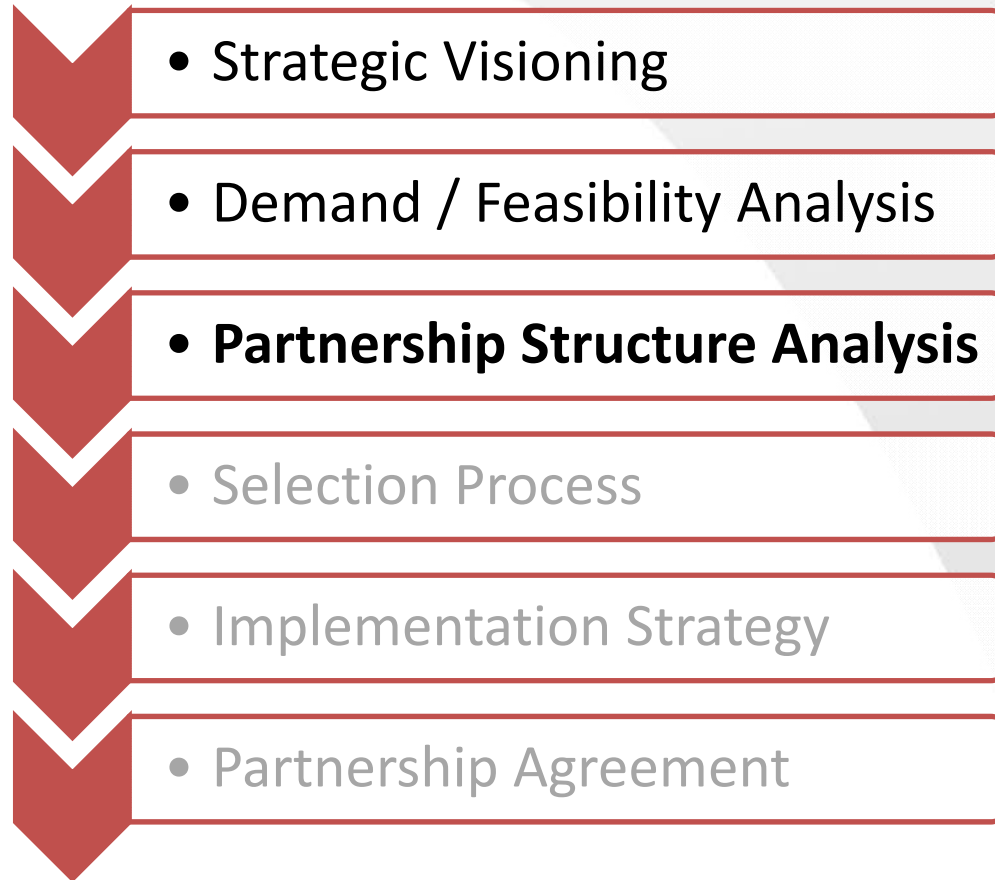 • Strategic Visioning
• Demand / Feasibility Analysis
• Partnership Structure Analysis
• Selection Process
• Implementation Strategy
• Partnership Agreement